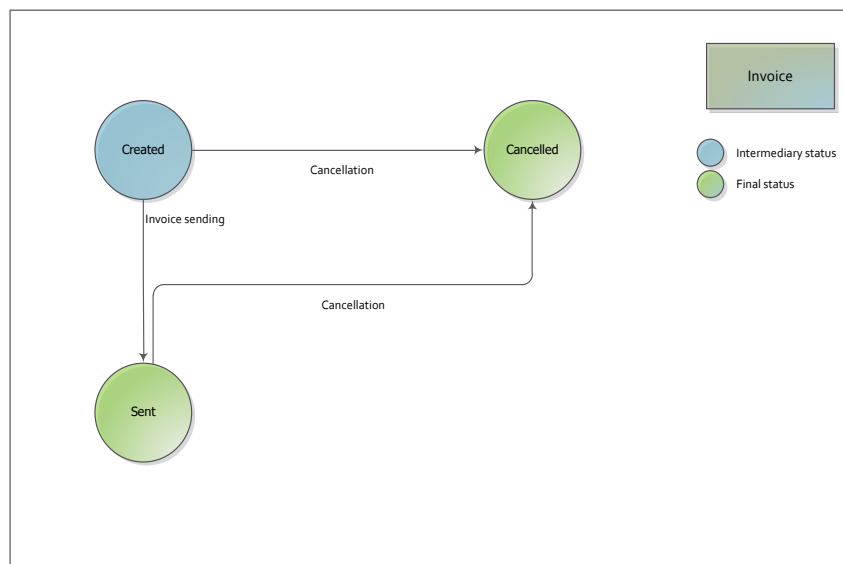 Invoice
Created
Cancelled
Intermediary status
Cancellation
Final status
Invoice sending
Cancellation
Sent